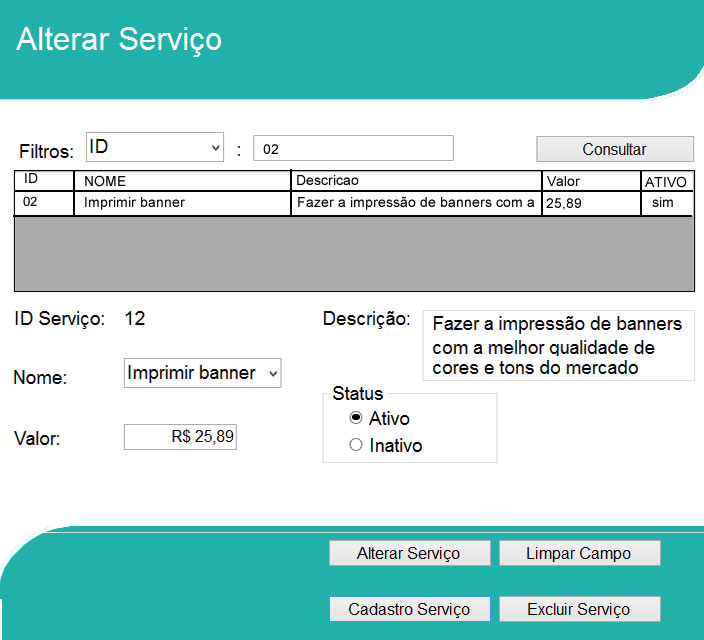 Alterar Serviço
Filtros: ID : 02 Consultar
ID NOME Descricao Valor ATIVO
02 Imprimir banner Fazer a impressão de banners com a 25,89 sim
ID Serviço: 12
Descrição: Fazer a impressão de banners
com a melhor qualidade de
cores e tons do mercado
Nome: Imprimir banner
Status
Ativo
Inativo
Valor: R$ 25,89
Alterar Serviço Limpar Campo
Cadastro Serviço Excluir Serviço